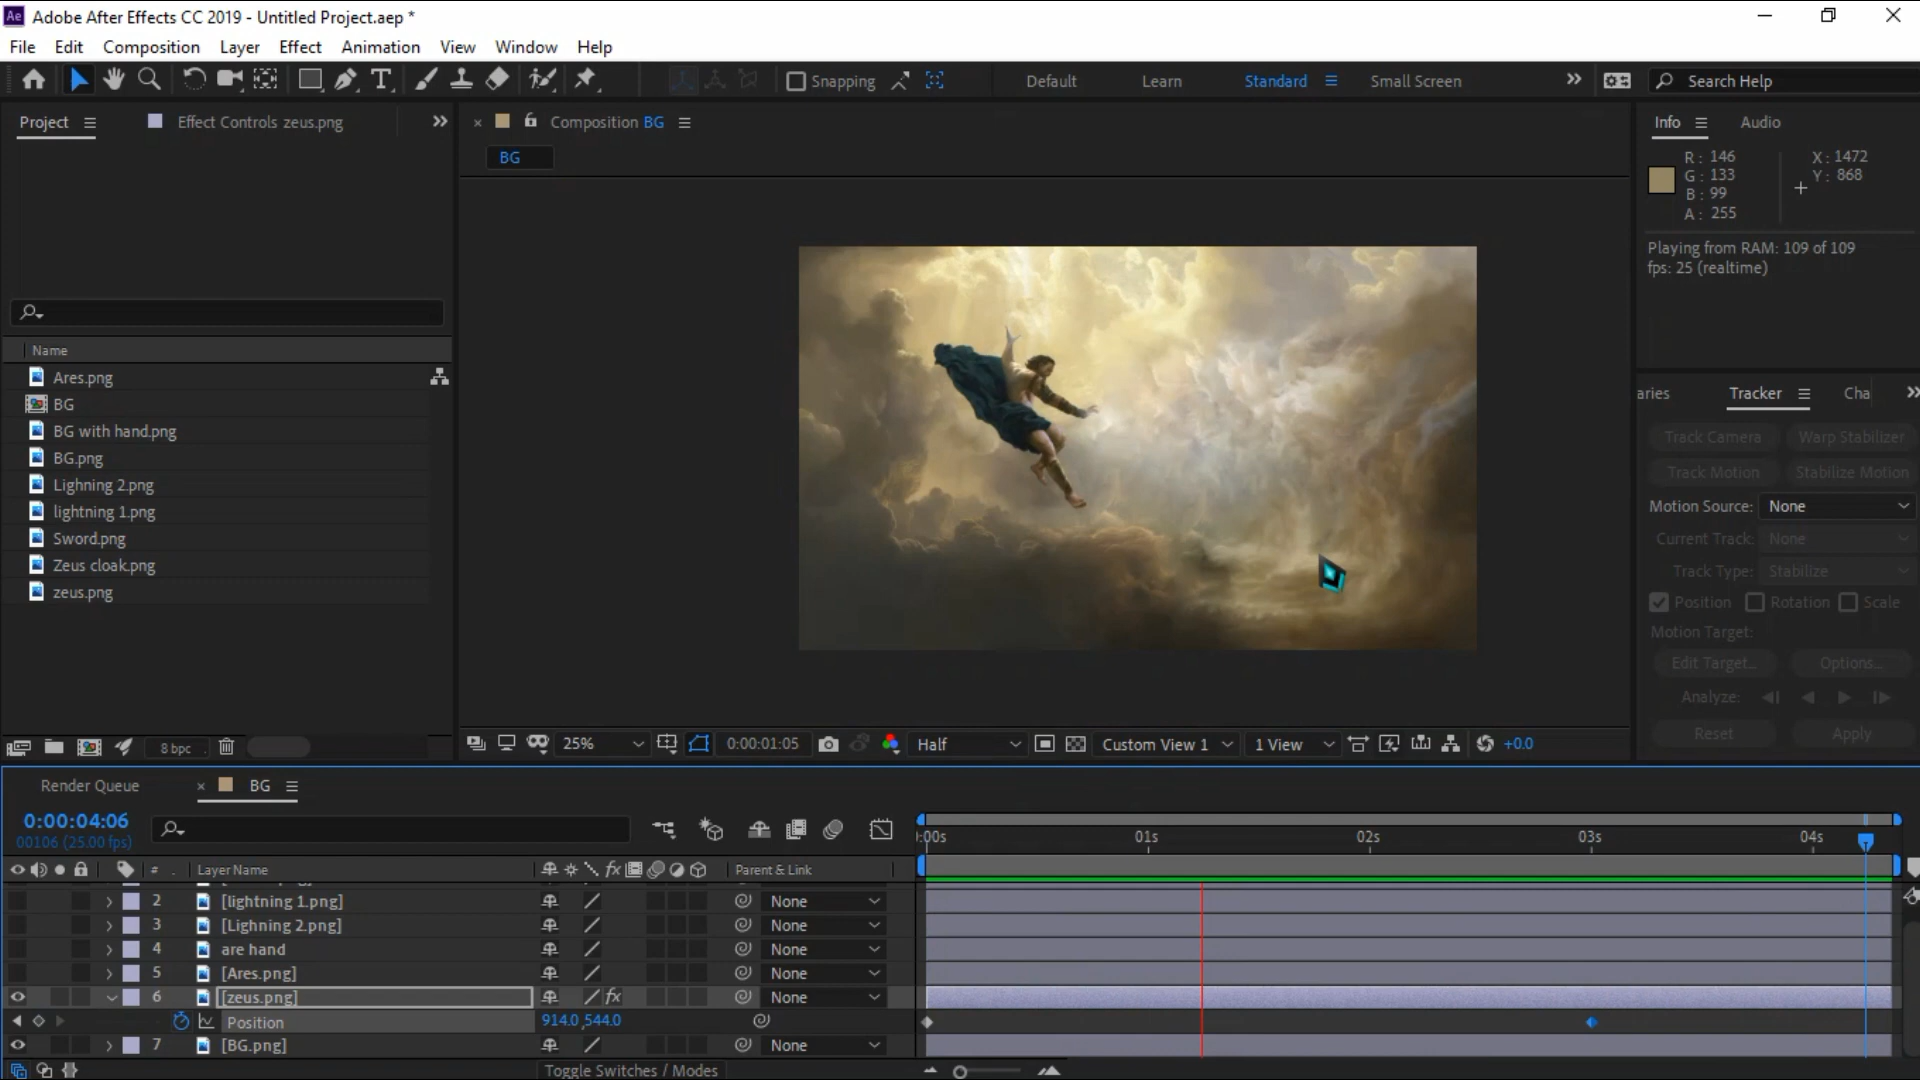 Ae Adobe After Effects CC 2019 - Untitled Project.aep *
File Edit Composition Layer Effect Animation View Window Help
Snapping Default Learn Standard Small Screen Search Help
Project Effect Controls zeus.png
Composition BG
Info Audio
BG
R: 146
G: 133
B: 99
A: 255
X: 1472
Y: 868
Playing from RAM: 109 of 109
fps: 25 (realtime)
Name
Ares.png
BG
BG with hand.png
BG.png
Lighning 2.png
lightning 1.png
Sword.png
Zeus cloak.png
zeus.png
aries Tracker Cha
Track Camera Warp Stabilizer
Track Motion Stabilize Motion
Motion Source: None
Current Track: None
Track Type: Stabilize
Position Rotation Scale
Motion Target:
Edit Target... Options...
Analyze:
Reset Apply
8 bpc
25% 0:00:01:05 Half Custom View 1 1 View +0.0
Render Queue BG
0:00:04:06
00106 (25.00 fps)
:00s 01s 02s 03s 04s
# Layer Name fx Parent & Link
2 [lightning 1.png] None
3 [Lighning 2.png] None
4 are hand None
5 [Ares.png] None
6 [zeus.png] fx None
Position 914.0,544.0
7 [BG.png] None
Toggle Switches / Modes